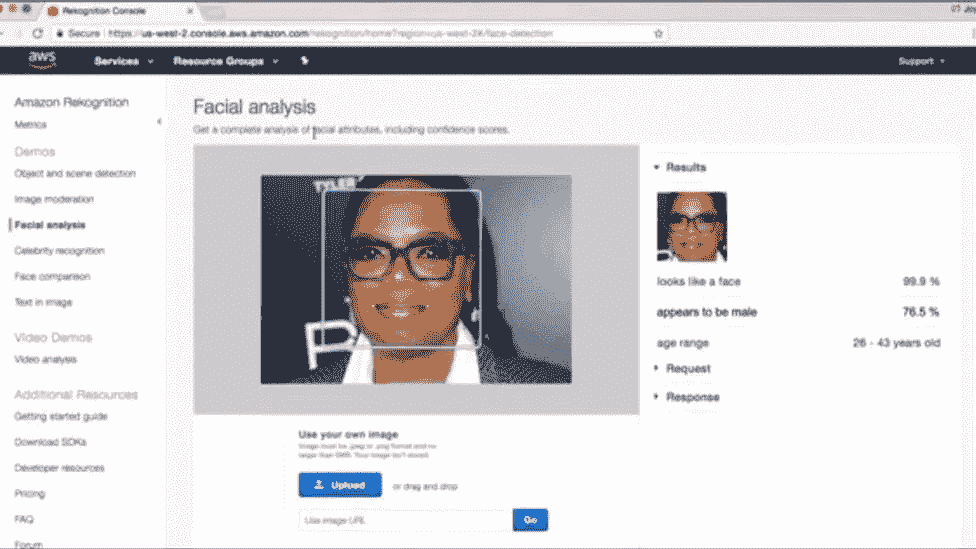 Rekognition Console
Secure https://us-west-2.console.aws.amazon.com/rekognition/home?region=us-west-2#/face-detection
aws
Services
Resource Groups
Support
Amazon Rekognition
Metrics
Demos
Object and scene detection
Image moderation
Facial analysis
Celebrity recognition
Face comparison
Text in image
Video Demos
Video analysis
Additional Resources
Getting started guide
Download SDKs
Developer resources
Pricing
FAQ
Forum
Facial analysis
Get a complete analysis of facial attributes, including confidence scores.
TYLER
P
Results
looks like a face 99.9 %
appears to be male 76.5 %
age range 26 - 43 years old
Request
Response
Use your own image
Image must be .jpeg or .png format and no
larger than 5MB. Your image isn't stored.
Upload or drag and drop
Use image URL Go